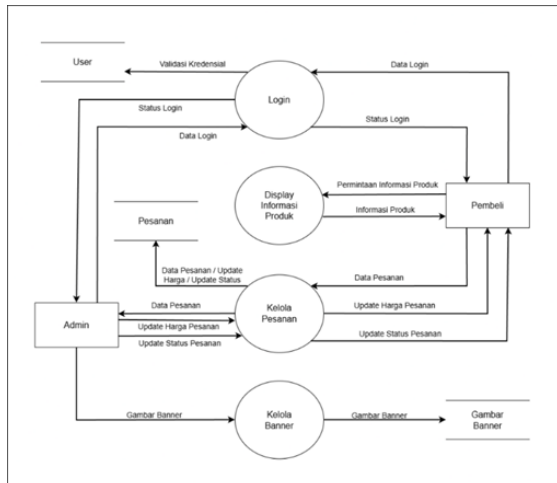 User
Validasi Kredensial
Data Login
Login
Status Login
Data Login
Status Login
Display
Informasi
Produk
Permintaan Informasi Produk
Informasi Produk
Pembeli
Pesanan
Data Pesanan / Update
Harga / Update Status
Data Pesanan
Data Pesanan
Kelola
Pesanan
Update Harga Pesanan
Admin
Update Harga Pesanan
Update Status Pesanan
Update Status Pesanan
Gambar Banner
Kelola
Banner
Gambar Banner
Gambar
Banner